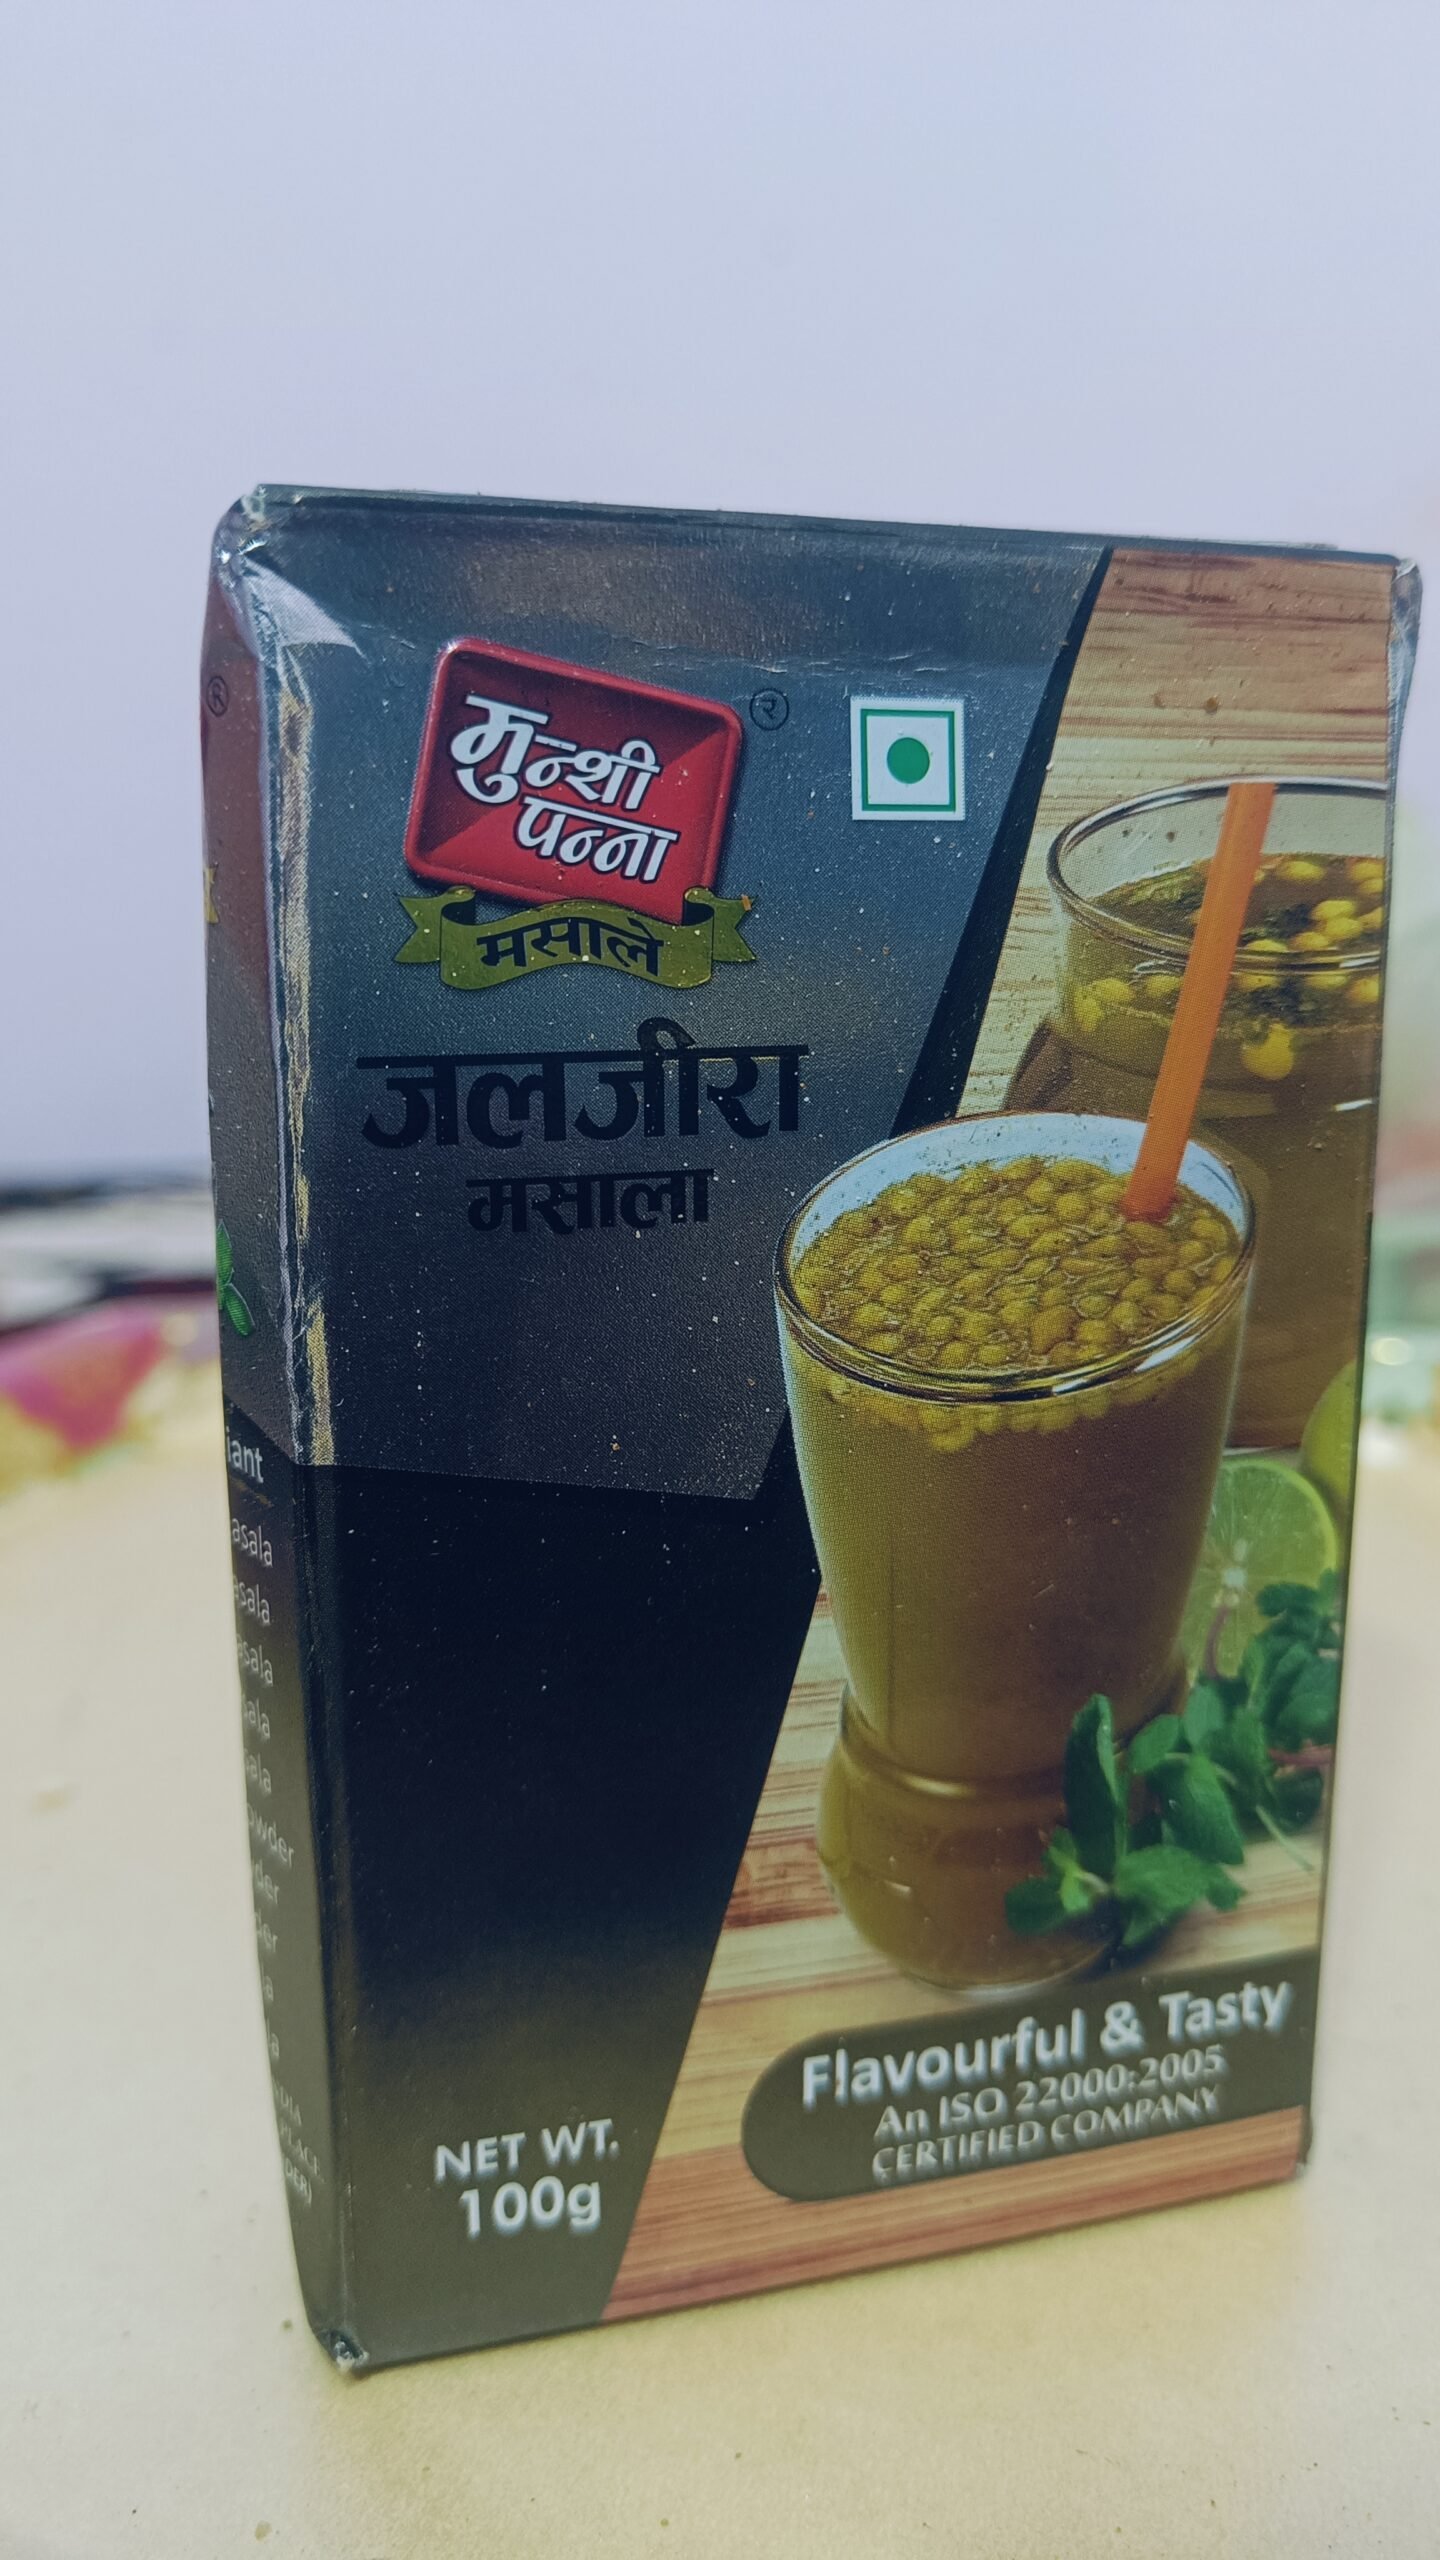 मुन्शी
पन्ना
मसाले
जलजीरा
मसाला
NET WT.
100g
Flavourful & Tasty
An ISO 22000:2005
CERTIFIED COMPANY